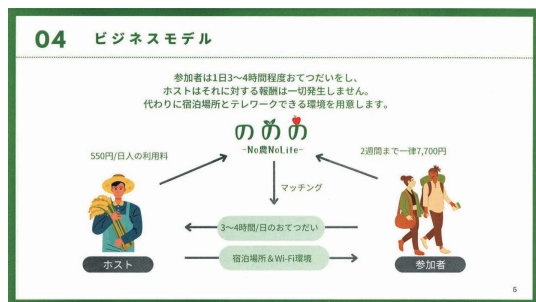 04 ビジネスモデル
参加者は1日3〜4時間程度おてつだいをし、
ホストはそれに対する報酬は一切発生しません。
代わりに宿泊場所とテレワークできる環境を用意します。
ののの
-No農NoLife-
550円/日人の利用料
2週間まで一律7,700円
マッチング
3〜4時間/日のおてつだい
宿泊場所＆Wi-Fi環境
ホスト
参加者
5